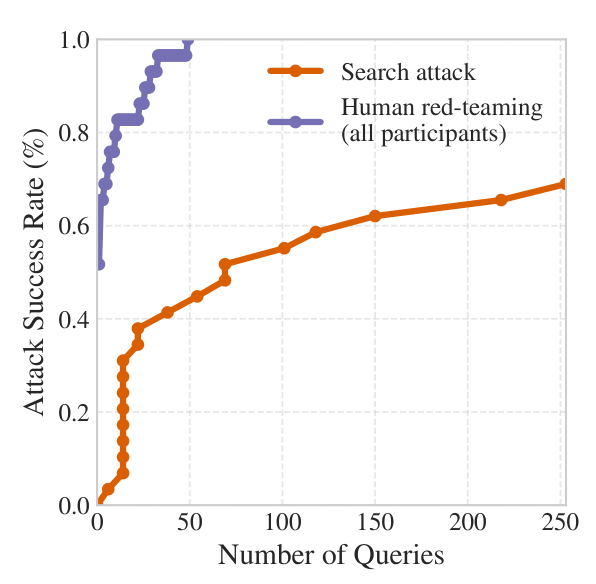 Attack Success Rate (%)
1.0
0.8
0.6
0.4
0.2
0.0
Search attack
Human red-teaming
(all participants)
0
50
100
150
200
250
Number of Queries